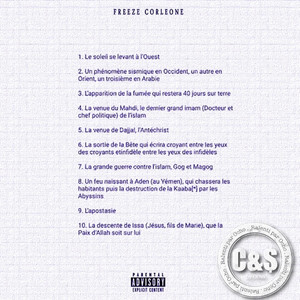 FREEZE CORLEONE
1. Le soleil se levant à l'Ouest
2. Un phénomène sismique en Occident, un autre en
Orient, un troisième en Arabie
3. L'apparition de la fumée qui restera 40 jours sur terre
4. La venue du Mahdi, le dernier grand imam (Docteur et
chef politique) de l'islam
5. La venue de Dajjal, l'Antéchrist
6. La sortie de la Bête qui écrira croyant entre les yeux
des croyants etinfidèle entre les yeux des infidèles
7. La grande guerre contre l'islam, Gog et Magog
8. Un feu naissant à Aden (au Yémen), qui chassera les
habitants puis la destruction de la Kaaba[*] par les
Abyssins
9. L'apostasie
10. La descente de Issa (Jésus, fils de Marie), que la
Paix d'Allah soit sur lui
PARENTAL
ADVISORY
EXPLICIT CONTENT
C&S